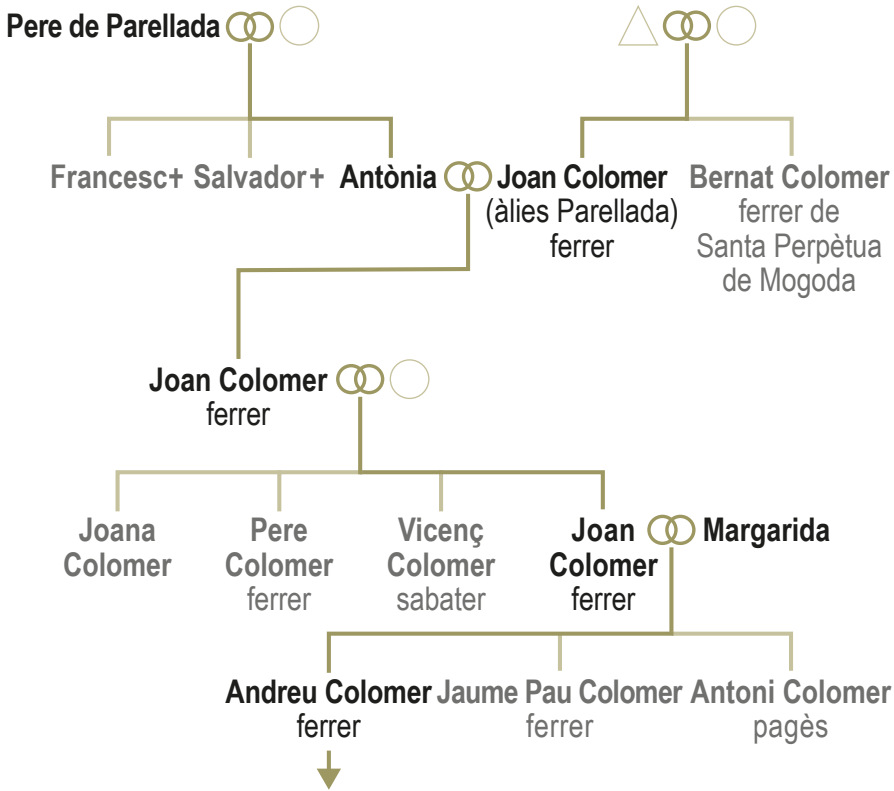 Pere de Parellada
Francesc+ Salvador+ Antònia Joan Colomer
(àlies Parellada)
ferrer
Bernat Colomer
ferrer de
Santa Perpètua
de Mogoda
Joan Colomer
ferrer
Joana
Colomer
Pere
Colomer
ferrer
Vicenç
Colomer
sabater
Joan
Colomer
ferrer
Margarida
Andreu Colomer
ferrer
Jaume Pau Colomer
ferrer
Antoni Colomer
pagès